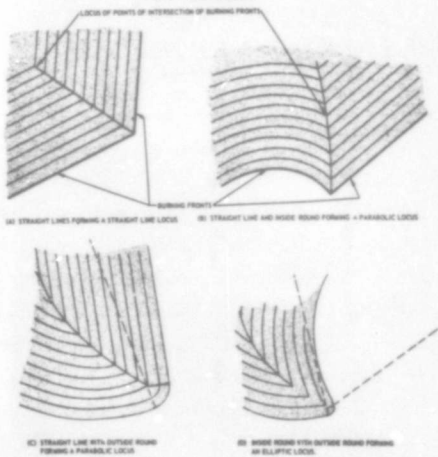 LOCUS OF POINTS OF INTERSECTION OF BURNING FRONTS
BURNING FRONTS
(A) STRAIGHT LINES FORMING A STRAIGHT LINE LOCUS
(B) STRAIGHT LINE AND INSIDE ROUND FORMING A PARABOLIC LOCUS
(C) STRAIGHT LINE WITH OUTSIDE ROUND
FORMING A PARABOLIC LOCUS
(D) INSIDE ROUND WITH OUTSIDE ROUND FORMING
AN ELLIPTIC LOCUS.